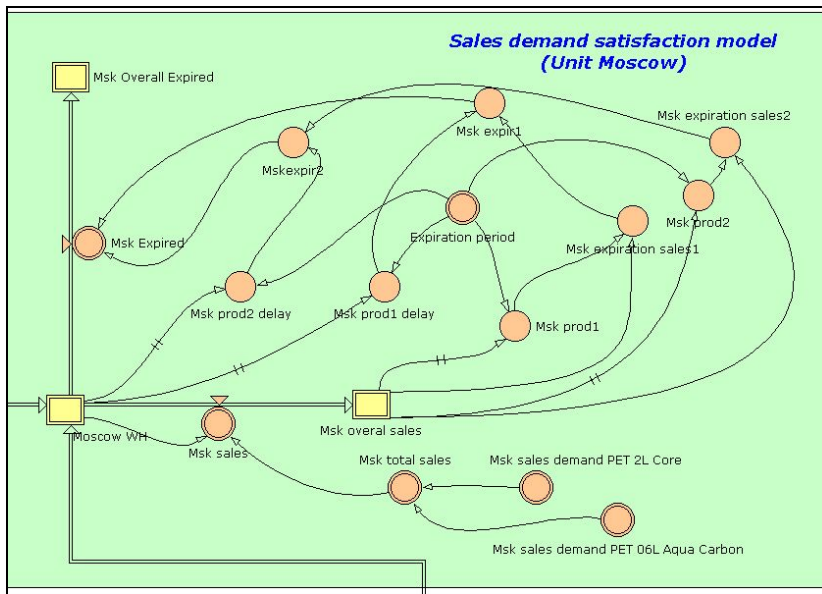 Sales demand satisfaction model
(Unit Moscow)
Msk Overall Expired
Msk expir1
Msk expiration sales2
Mskexpir2
Msk prod2
Msk Expired
Expiration period
Msk expiration sales1
Msk prod2 delay
Msk prod1 delay
Msk prod1
Moscow WH
Msk overal sales
Msk sales
Msk total sales
Msk sales demand PET 2L Core
Msk sales demand PET 06L Aqua Carbon